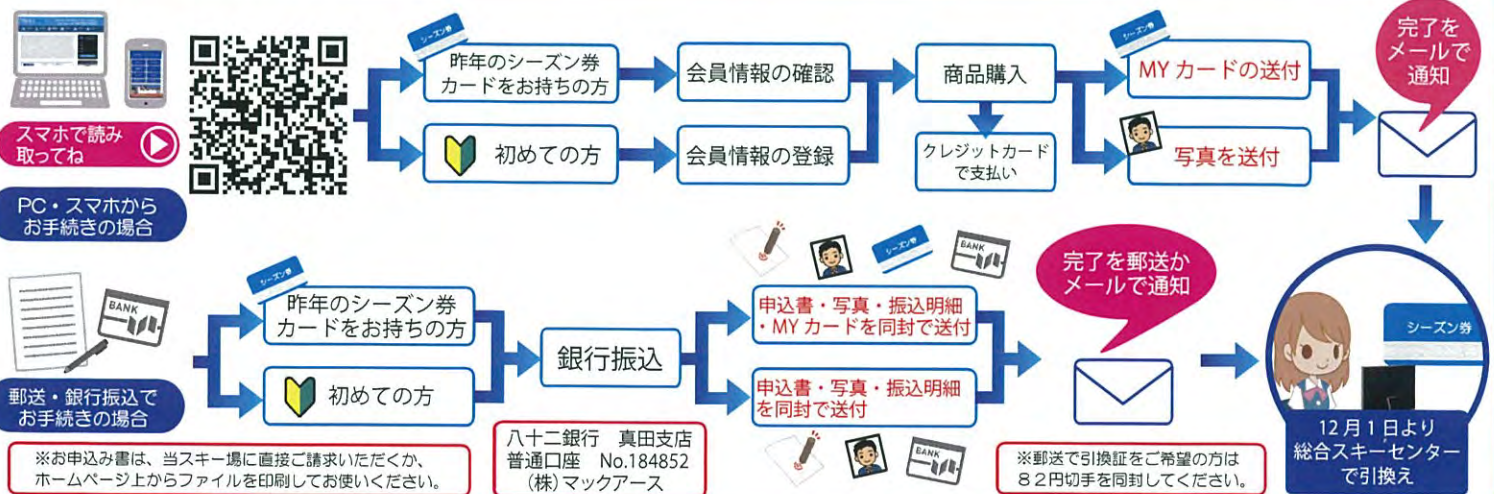 スマホで読み
取ってね
PC・スマホから
お手続きの場合
シーズン券
昨年のシーズン券
カードをお持ちの方
初めての方
会員情報の確認
会員情報の登録
商品購入
クレジットカード
で支払い
シーズン券
MYカードの送付
写真を送付
完了を
メールで
通知
BANK
郵送・銀行振込で
お手続きの場合
シーズン券
昨年のシーズン券
カードをお持ちの方
初めての方
銀行振込
シーズン券
BANK
申込書・写真・振込明細
・MYカードを同封で送付
申込書・写真・振込明細
を同封で送付
BANK
完了を郵送か
メールで通知
シーズン券
12月1日より
総合スキーセンター
で引換え
※お申込み書は、当スキー場に直接ご請求いただくか、
ホームページ上からファイルを印刷してお使いください。
八十二銀行 真田支店
普通口座 No.184852
(株)マックアース
※郵送で引換証をご希望の方は
82円切手を同封してください。